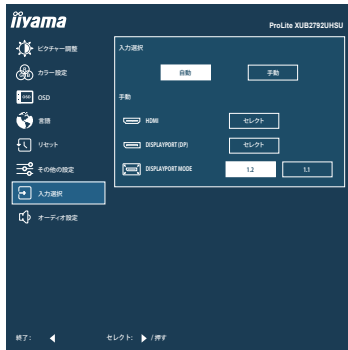 iiyama
ProLite XUB2792UHSU
ピクチャー調整
カラー設定
OSD
OSD
言語
リセット
その他の設定
入力選択
オーディオ設定
入力選択
自動 手動
手動
HDMI セレクト
DISPLAYPORT (DP) セレクト
DISPLAYPORT MODE 1.2 1.1
終了: セレクト: / 押す